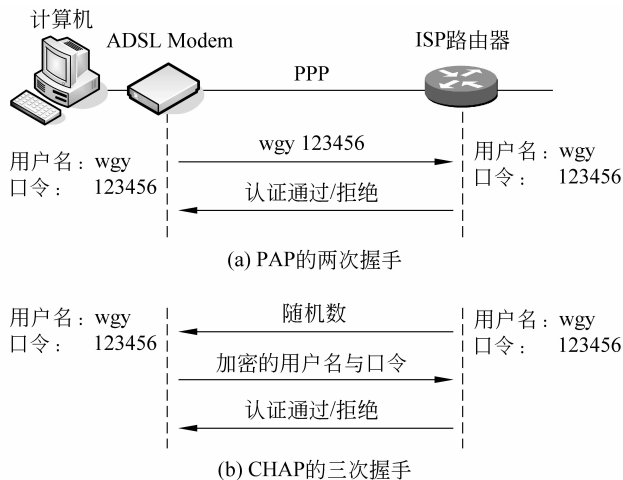 计算机
ADSL Modem
ISP路由器
PPP
用户名：wgy
口令： 123456
wgy 123456
认证通过/拒绝
用户名：wgy
口令： 123456
(a) PAP的两次握手
用户名：wgy
口令： 123456
随机数
加密的用户名与口令
认证通过/拒绝
用户名：wgy
口令： 123456
(b) CHAP的三次握手